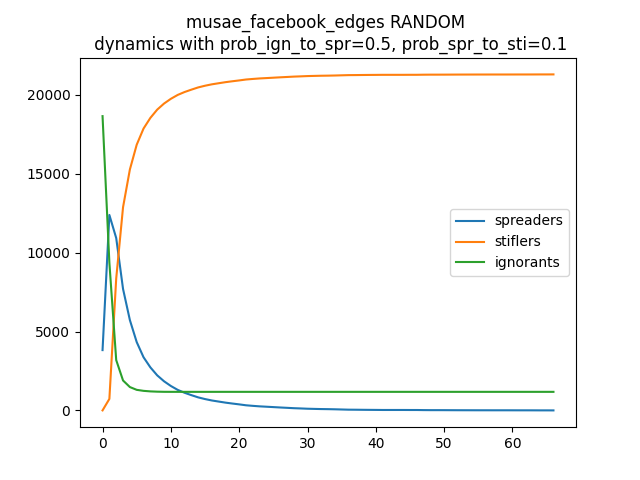 musae_facebook_edges RANDOM
dynamics with prob_ign_to_spr=0.5, prob_spr_to_sti=0.1
20000
15000
10000
5000
0
spreaders
stiflers
ignorants
0 10 20 30 40 50 60